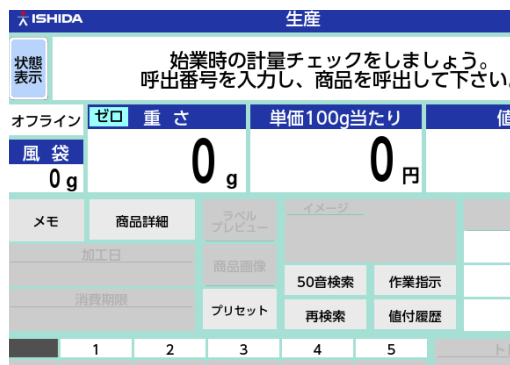 ISHIDA
生産
状態
表示
始業時の計量チェックをしましょう。
呼出番号を入力し、商品を呼出して下さい。
オフライン
ゼロ
重 さ
単価100g当たり
値
風 袋
0 g
0 g
0 円
メモ
商品詳細
ラベル
プレビュー
イメージ
加工日
商品画像
50音検索
作業指示
消費期限
プリセット
再検索
値付履歴
1
2
3
4
5